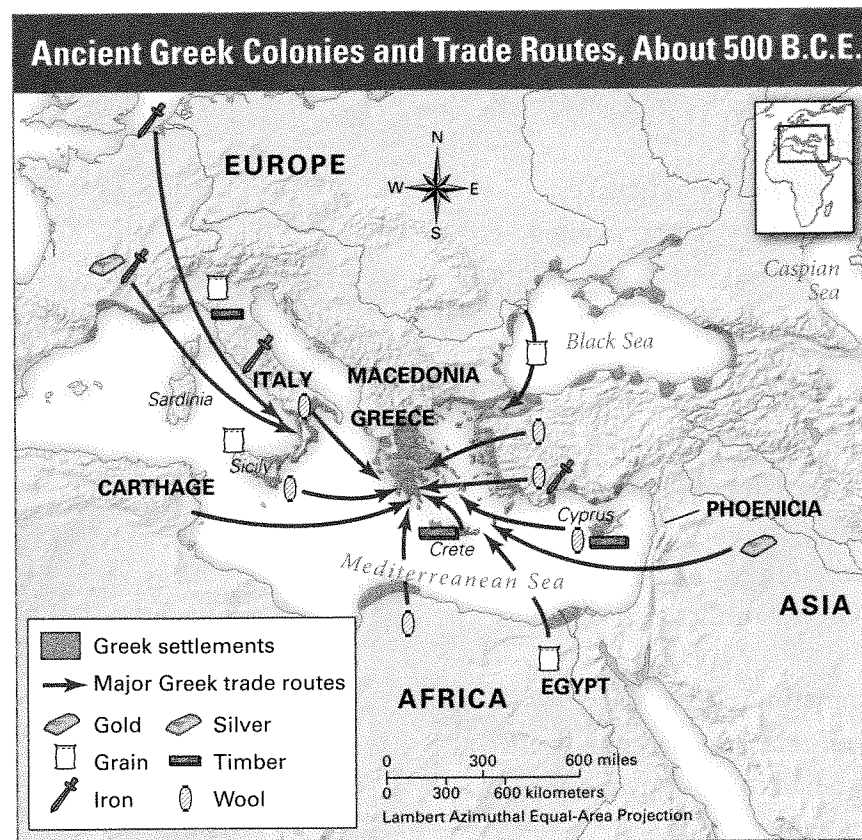 Ancient Greek Colonies and Trade Routes, About 500 B.C.E.
N
W E
S
EUROPE
Caspian
Sea
Black Sea
ITALY
MACEDONIA
Sardinia
GREECE
Sicily
CARTHAGE
Cyprus
PHOENICIA
Crete
Mediterranean Sea
ASIA
AFRICA
EGYPT
Greek settlements
Major Greek trade routes
Gold Silver
Grain Timber
Iron Wool
0 300 600 miles
0 300 600 kilometers
Lambert Azimuthal Equal-Area Projection